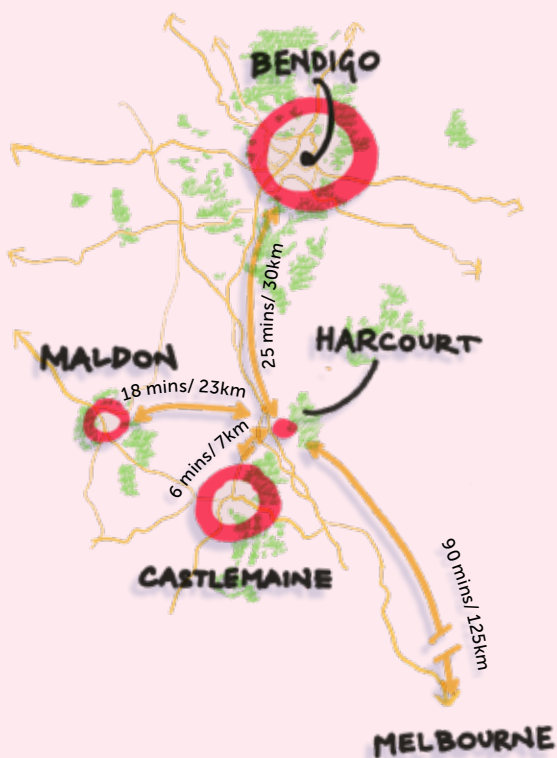 BENDIGO
25 mins/ 30km
HARCOURT
MALDON
18 mins/ 23km
6 mins/ 7km
CASTLEMAINE
90 mins/ 125km
MELBOURNE